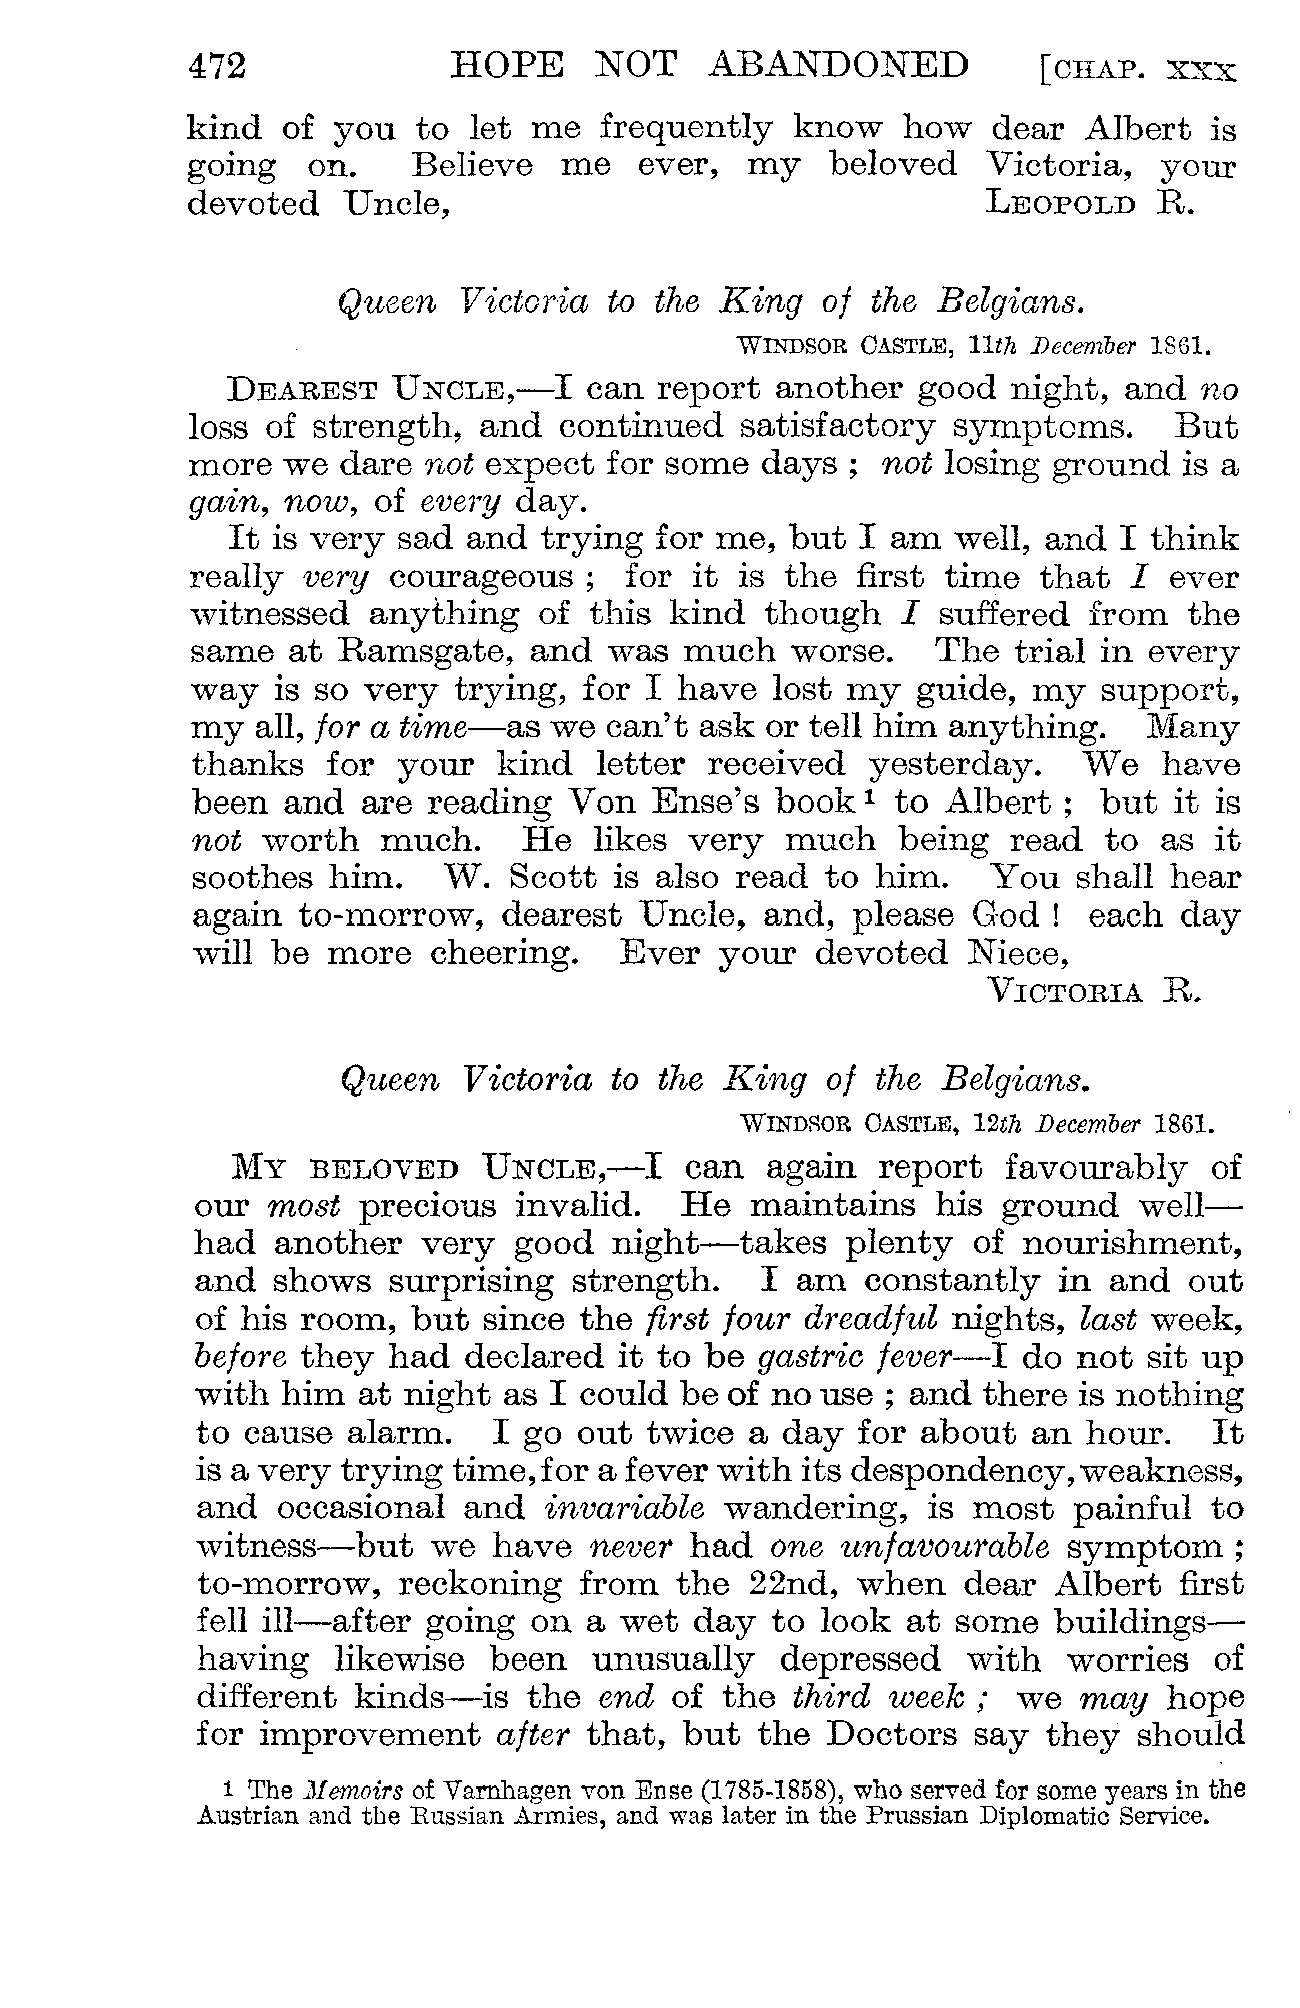 472 HOPE NOT ABANDONED [CHAP. XXX
kind of you to let me frequently know how dear Albert is
going on. Believe me ever, my beloved Victoria, your
devoted Uncle, LEOPOLD R.
Queen Victoria to the King of the Belgians.
WINDSOR CASTLE, 11th December 1861.
DEAREST UNCLE,—I can report another good night, and no
loss of strength, and continued satisfactory symptoms. But
more we dare not expect for some days ; not losing ground is a
gain, now, of every day.
It is very sad and trying for me, but I am well, and I think
really very courageous ; for it is the first time that I ever
witnessed anything of this kind though I suffered from the
same at Ramsgate, and was much worse. The trial in every
way is so very trying, for I have lost my guide, my support,
my all, for a time—as we can't ask or tell him anything. Many
thanks for your kind letter received yesterday. We have
been and are reading Von Ense's book 1 to Albert ; but it is
not worth much. He likes very much being read to as it
soothes him. W. Scott is also read to him. You shall hear
again to-morrow, dearest Uncle, and, please God ! each day
will be more cheering. Ever your devoted Niece,
VICTORIA R.
Queen Victoria to the King of the Belgians.
WINDSOR CASTLE, 12th December 1861.
MY BELOVED UNCLE,—I can again report favourably of
our most precious invalid. He maintains his ground well—
had another very good night—takes plenty of nourishment,
and shows surprising strength. I am constantly in and out
of his room, but since the first four dreadful nights, last week,
before they had declared it to be gastric fever—I do not sit up
with him at night as I could be of no use ; and there is nothing
to cause alarm. I go out twice a day for about an hour. It
is a very trying time, for a fever with its despondency, weakness,
and occasional and invariable wandering, is most painful to
witness—but we have never had one unfavourable symptom ;
to-morrow, reckoning from the 22nd, when dear Albert first
fell ill—after going on a wet day to look at some buildings—
having likewise been unusually depressed with worries of
different kinds—is the end of the third week ; we may hope
for improvement after that, but the Doctors say they should
1 The Memoirs of Varnhagen von Ense (1785-1858), who served for some years in the
Austrian and the Russian Armies, and was later in the Prussian Diplomatic Service.